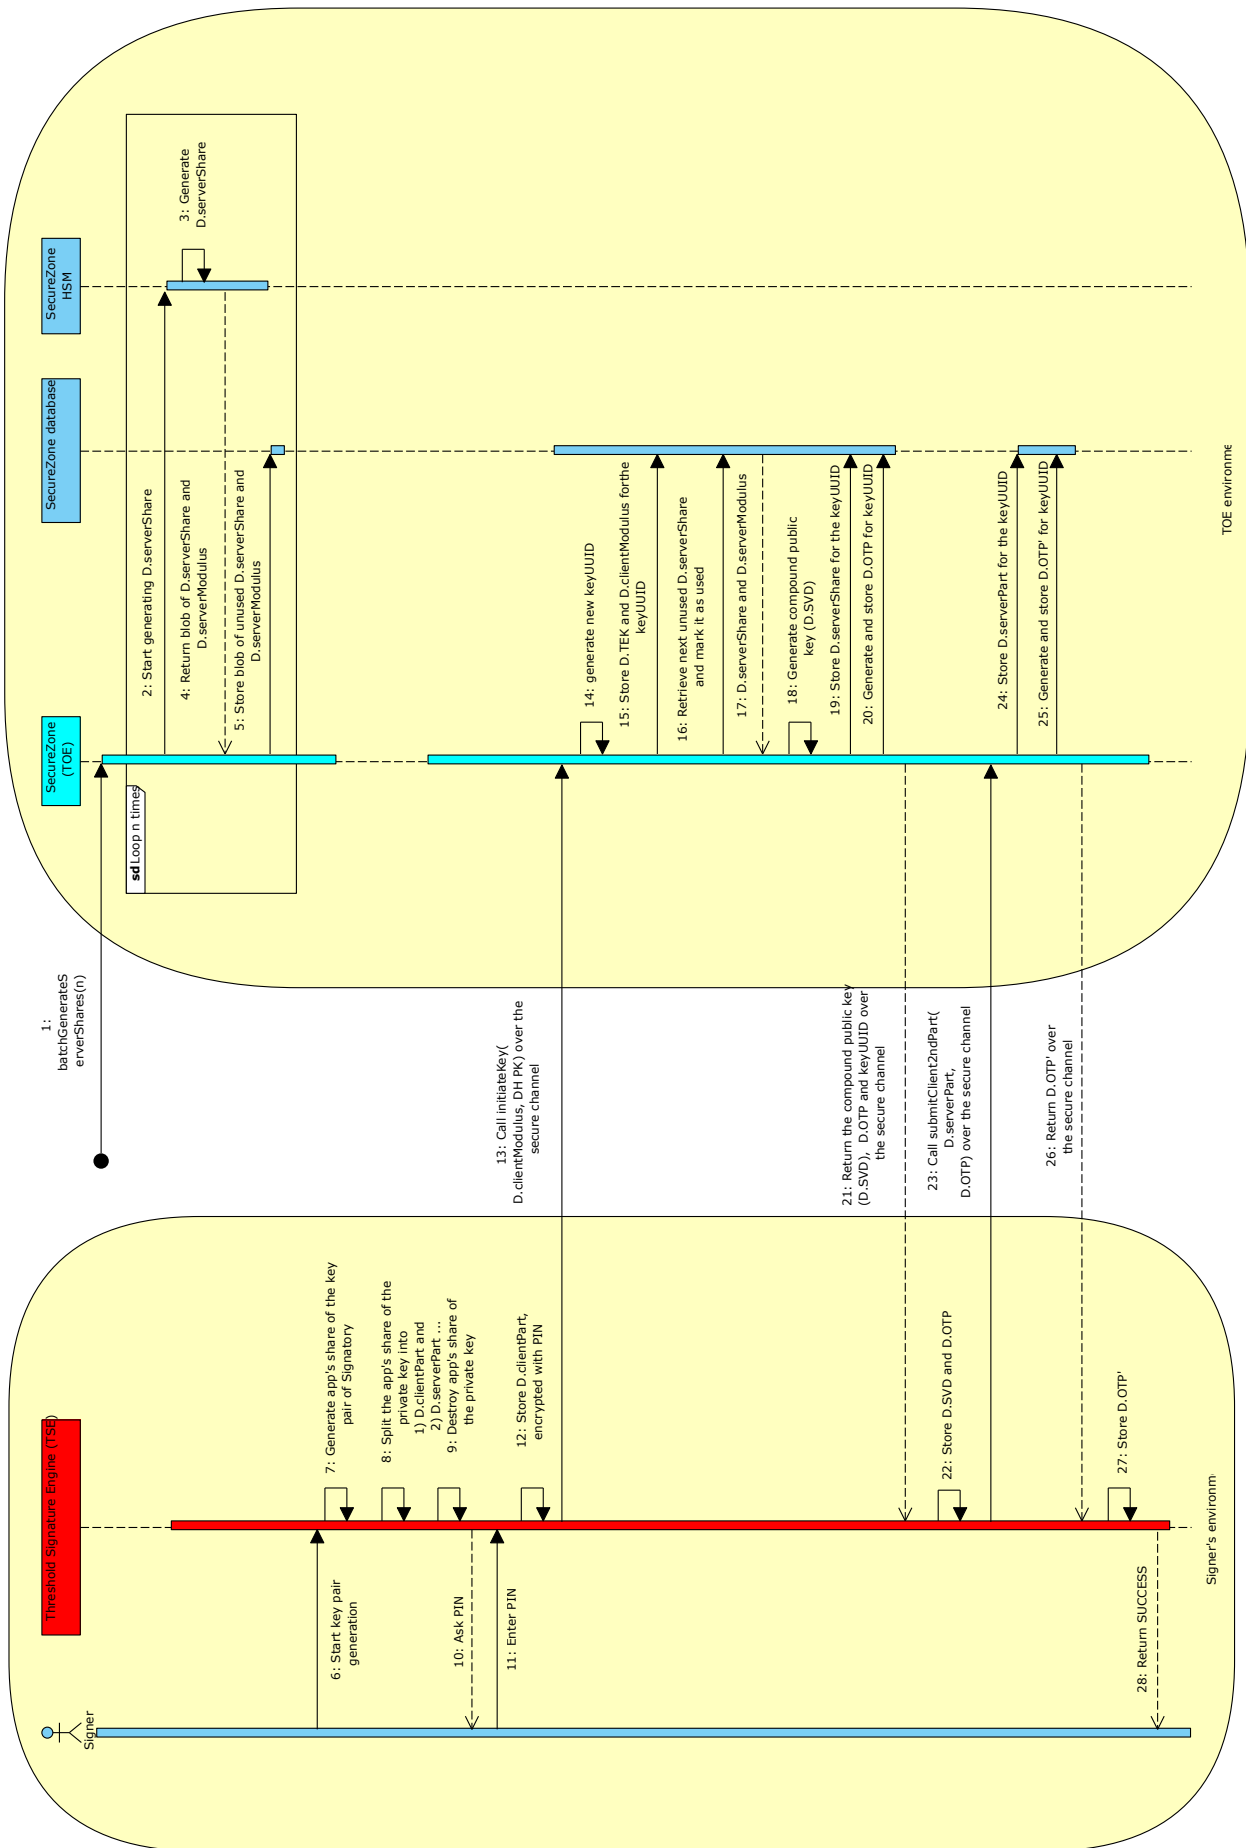 Signer
Threshold Signature Engine (TSE)
SecureZone
(TOE)
SecureZone database
SecureZone
HSM
1:
batchGenerateS
erverShares(n)
sd Loop n times
2: Start generating D.serverShare
3: Generate
D.serverShare
4: Return blob of D.serverShare and
D.serverModulus
5: Store blob of unused D.serverShare and
D.serverModulus
6: Start key pair
generation
7: Generate app's share of the key
pair of Signatory
8: Split the app's share of the
private key into
1) D.clientPart and
2) D.serverPart ...
9: Destroy app's share of
the private key
10: Ask PIN
11: Enter PIN
12: Store D.clientPart,
encrypted with PIN
13: Call initiateKey(
D.clientModulus, DH PK) over the
secure channel
14: generate new keyUUID
15: Store D.TEK and D.clientModulus forthe
keyUUID
16: Retrieve next unused D.serverShare
and mark it as used
17: D.serverShare and D.serverModulus
18: Generate compound public
key (D.SVD)
19: Store D.serverShare for the keyUUID
20: Generate and store D.OTP for keyUUID
21: Return the compound public key
(D.SVD), D.OTP and keyUUID over
the secure channel
22: Store D.SVD and D.OTP
23: Call submitClient2ndPart(
D.serverPart,
D.OTP) over the secure channel
24: Store D.serverPart for the keyUUID
25: Generate and store D.OTP' for keyUUID
26: Return D.OTP' over
the secure channel
27: Store D.OTP'
28: Return SUCCESS
Signer's environm
TOE environme